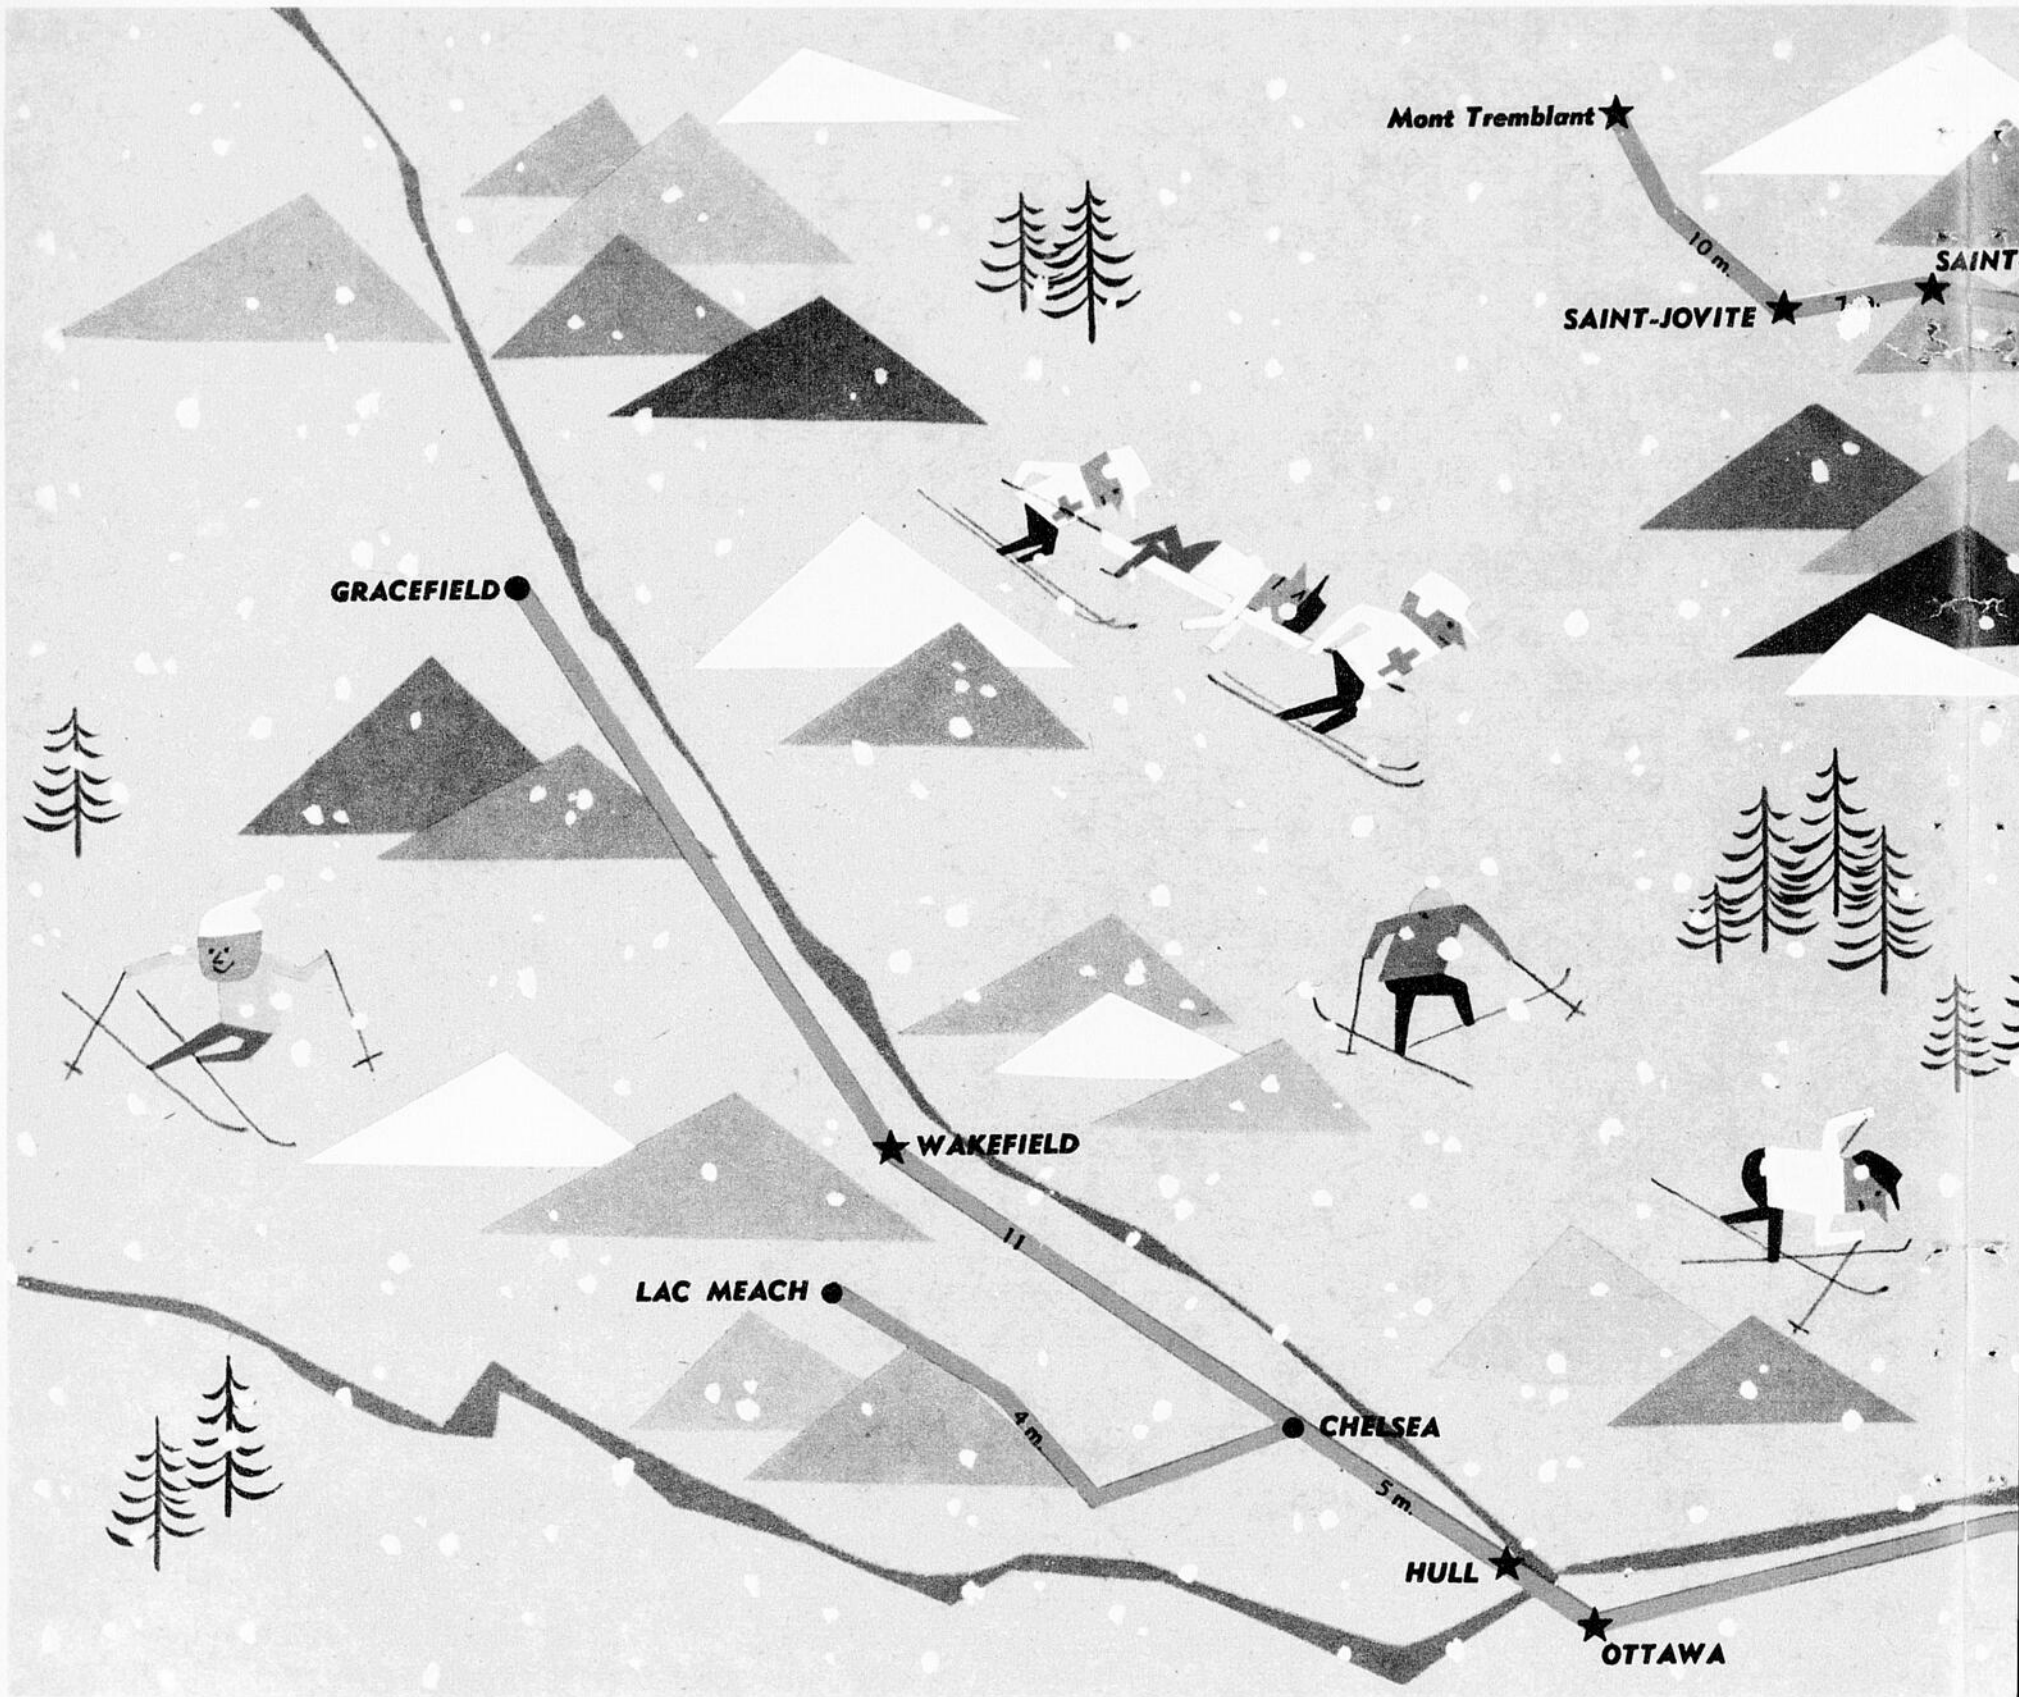 Mont Tremblant
10 m.
SAINT
SAINT-JOVITE
GRACEFIELD
WAKEFIELD
11
LAC MEACH
4 m.
CHELSEA
5 m.
HULL
OTTAWA